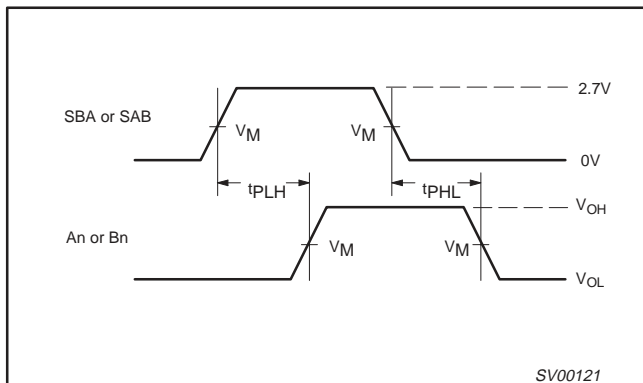 2.7V
SBA or SAB
VM
VM
0V
tPLH
tPHL
VOH
An or Bn
VM
VM
VOL
SV00121